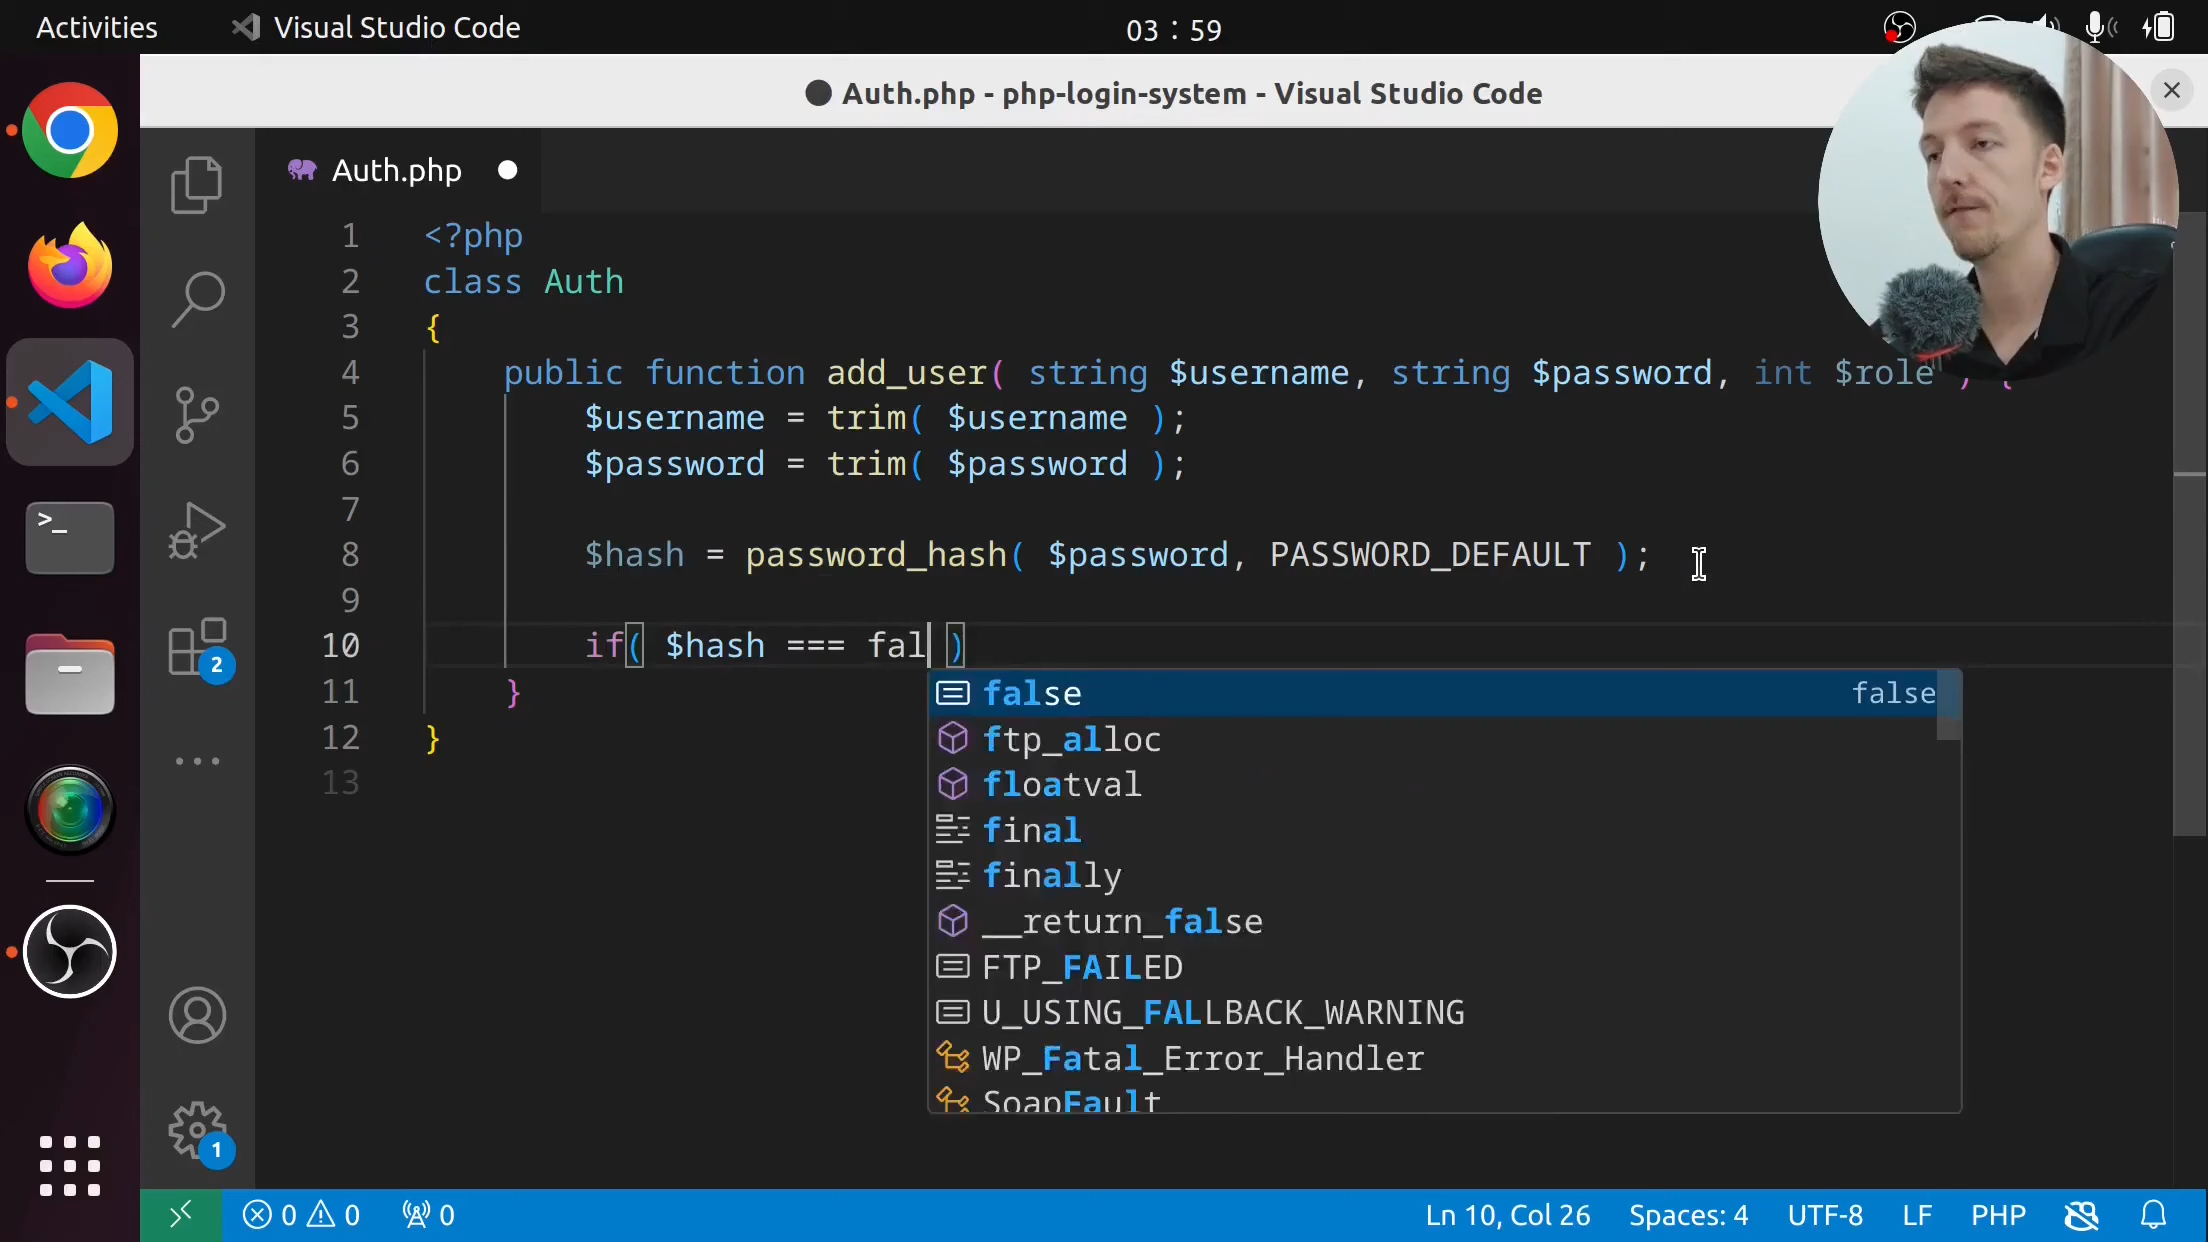 Activities
Visual Studio Code
03 : 59
Auth.php - php-login-system - Visual Studio Code
Auth.php
1 <?php
2 class Auth
3 {
4 public function add_user( string $username, string $password, int $role ) {
5 $username = trim( $username );
6 $password = trim( $password );
7
8 $hash = password_hash( $password, PASSWORD_DEFAULT );
9
10 if( $hash === fal )
11 }
12 }
13
false false
ftp_alloc
floatval
final
finally
__return_false
FTP_FAILED
U_USING_FALLBACK_WARNING
WP_Fatal_Error_Handler
SoapFault
>_
2
1
0 0 0
Ln 10, Col 26
Spaces: 4
UTF-8
LF
PHP